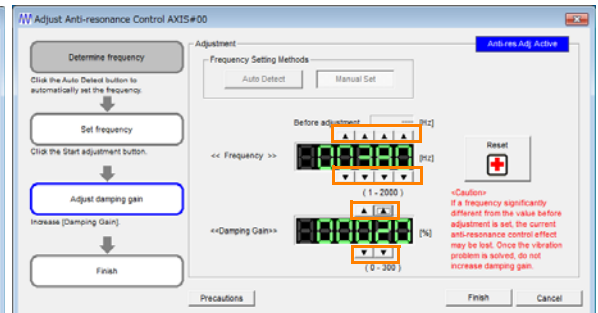 Adjust Anti-resonance Control AXIS#00
Determine frequency
Click the Auto Detect button to
automatically set the frequency.
Set frequency
Click the Start adjustment button.
Adjust damping gain
Increase [Damping Gain].
Finish
Adjustment
Anti-res Adj Active
Frequency Setting Methods
Auto Detect
Manual Set
Before adjustment --- [Hz]
<< Frequency >>
[Hz]
(1 - 2000)
<<Damping Gain>>
000020
[%]
(0 - 300)
Reset
<Caution>
If a frequency significantly
different from the value before
adjustment is set, the current
anti-resonance control effect
may be lost. Once the vibration
problem is solved, do not
increase damping gain.
Precautions
Finish
Cancel